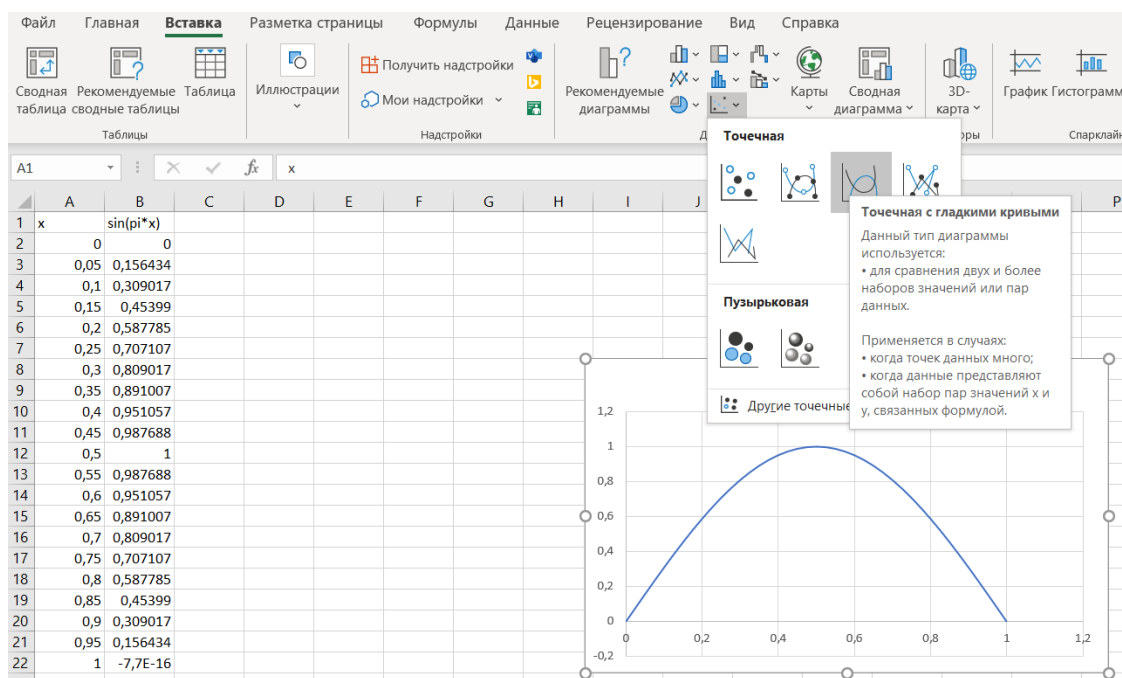 Файл Главная Вставка Разметка страницы Формулы Данные Рецензирование Вид Справка
Сводная таблица
Рекомендуемые сводные таблицы
Таблица
Таблицы
Иллюстрации
Получить надстройки
Мои надстройки
Надстройки
Рекомендуемые диаграммы
Д
Карты
Сводная диаграмма
3D-карта
ры
График
Гистограмм
Спарклайн
A1 fx x
A B C D E F G H I J P
1 x sin(pi*x)
2 0 0
3 0,05 0,156434
4 0,1 0,309017
5 0,15 0,45399
6 0,2 0,587785
7 0,25 0,707107
8 0,3 0,809017
9 0,35 0,891007
10 0,4 0,951057
11 0,45 0,987688
12 0,5 1
13 0,55 0,987688
14 0,6 0,951057
15 0,65 0,891007
16 0,7 0,809017
17 0,75 0,707107
18 0,8 0,587785
19 0,85 0,45399
20 0,9 0,309017
21 0,95 0,156434
22 1 -7,7E-16
Точечная
Пузырьковая
Другие точечные
Точечная с гладкими кривыми
Данный тип диаграммы
используется:
• для сравнения двух и более
наборов значений или пар
данных.
Применяется в случаях:
• когда точек данных много;
• когда данные представляют
собой набор пар значений x и
y, связанных формулой.
1,2
1
0,8
0,6
0,4
0,2
0
-0,2
0 0,2 0,4 0,6 0,8 1 1,2